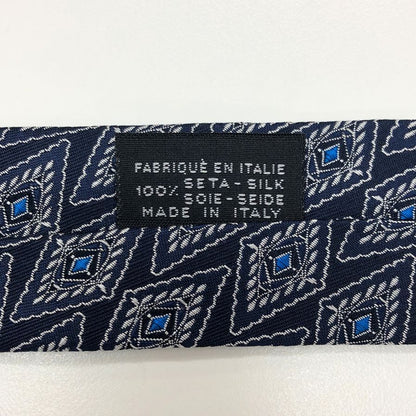 FABRIQUÈ EN ITALIE
100% SETA - SILK
SOIE - SEIDE
MADE IN ITALY